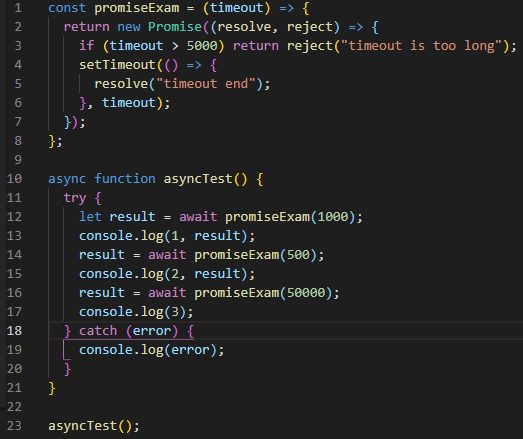 1 const promiseExam = (timeout) => {
2   return new Promise((resolve, reject) => {
3     if (timeout > 5000) return reject("timeout is too long");
4     setTimeout(() => {
5       resolve("timeout end");
6     }, timeout);
7   });
8 };
9
10 async function asyncTest() {
11   try {
12     let result = await promiseExam(1000);
13     console.log(1, result);
14     result = await promiseExam(500);
15     console.log(2, result);
16     result = await promiseExam(50000);
17     console.log(3);
18   } catch (error) {
19     console.log(error);
20   }
21 }
22
23 asyncTest();